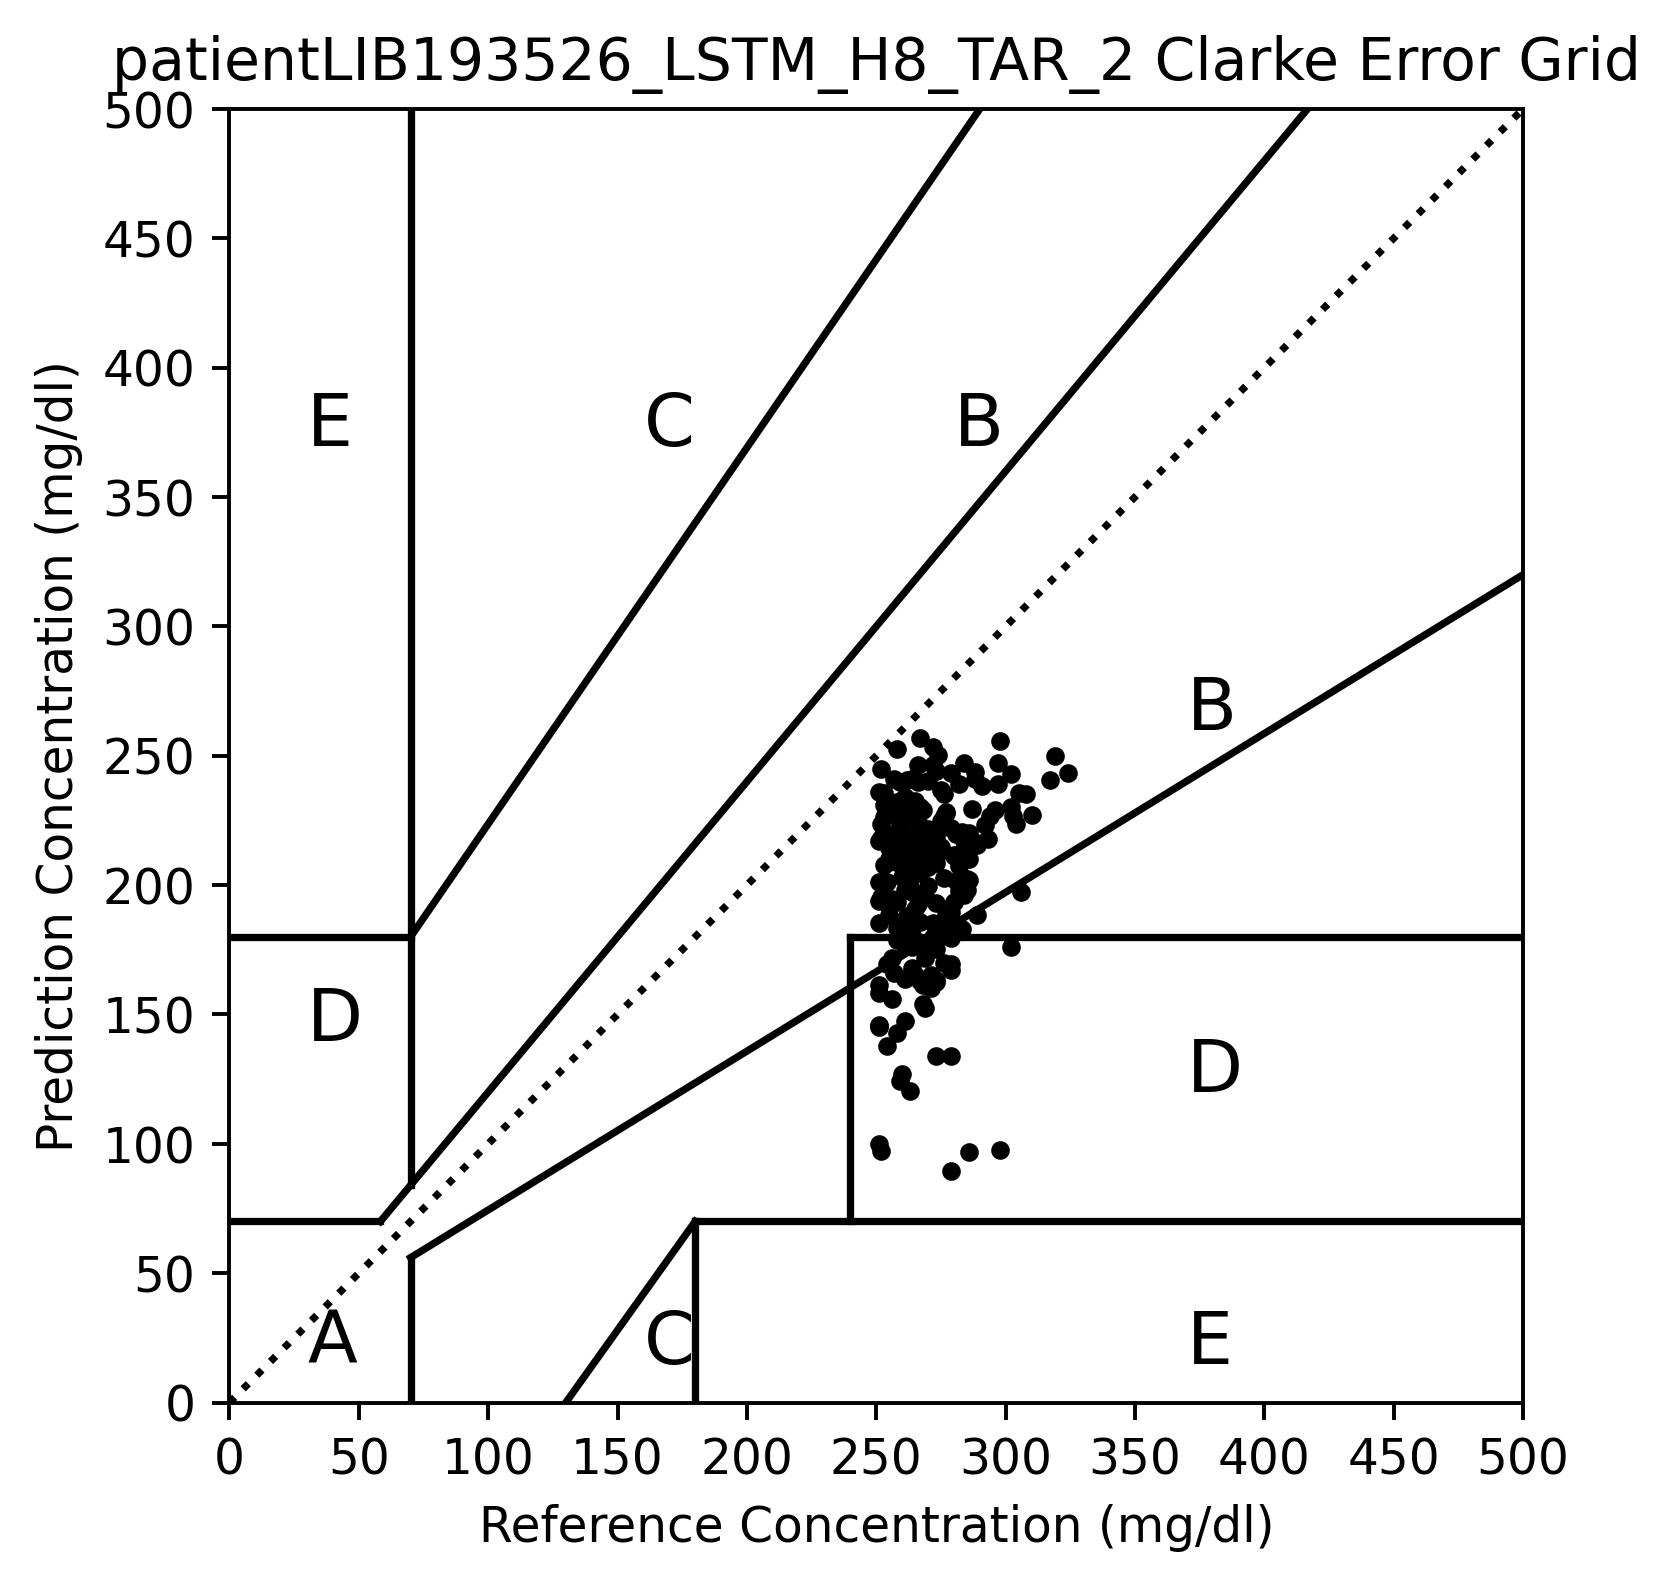 patientLIB193526_LSTM_H8_TAR_2 Clarke Error Grid
500
450
400
350
300
250
200
150
100
50
0
Prediction Concentration (mg/dl)
E
C
B
B
D
D
A
C
E
0 50 100 150 200 250 300 350 400 450 500
Reference Concentration (mg/dl)